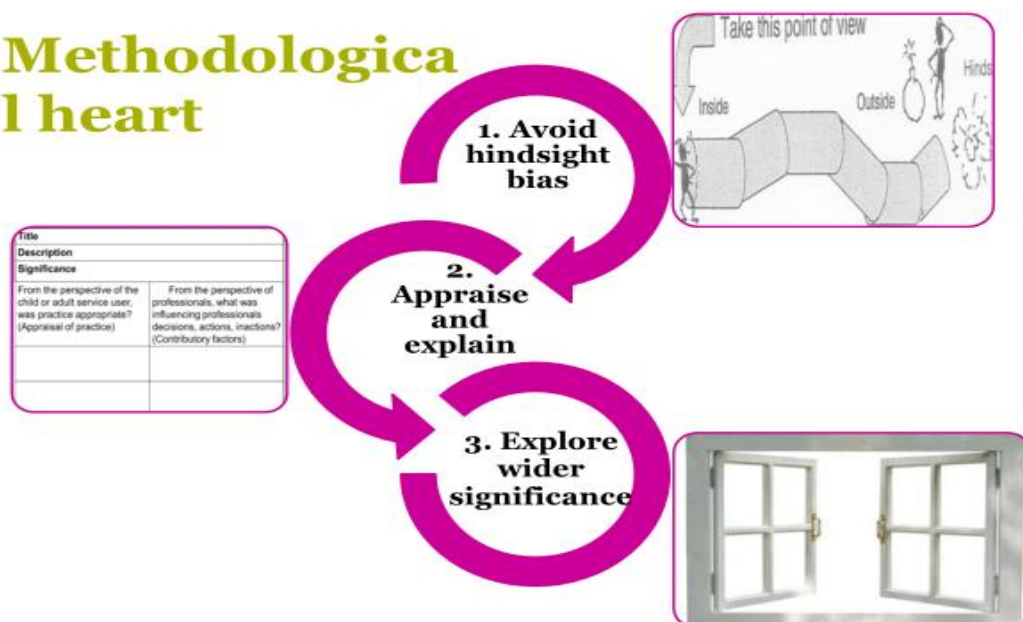 Methodologica
l heart
1. Avoid
hindsight
bias
Take this point of view
Inside
Outside
Hinds
2.
Appraise
and
explain
Title
Description
Significance
From the perspective of the
child or adult service user,
was practice appropriate?
(Appraisal of practice)
From the perspective of
professionals, what was
influencing professionals
decisions, actions, inactions?
(Contributory factors)
3. Explore
wider
significance